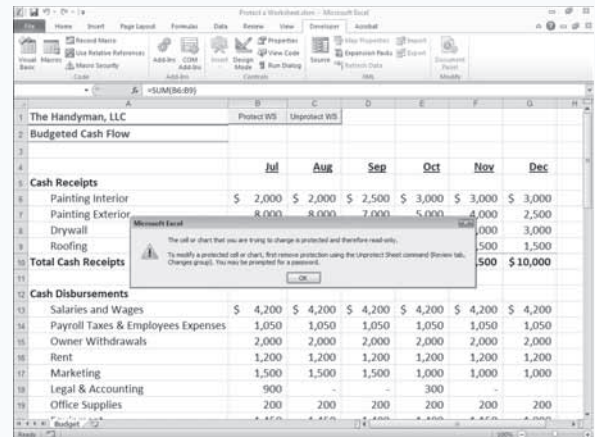 Protect a Worksheet.xlsm - Microsoft Excel
File Home Insert Page Layout Formulas Data Review View Developer Acrobat
Visual Basic Macros Record Macro Use Relative References Macro Security Code
Add-Ins COM Add-Ins Add-Ins
Insert Design Mode Properties View Code Run Dialog Controls
Source Map Properties Expansion Packs Refresh Data Import Export XML
Document Panel Modify
fx =SUM(B6:B9)
A B C D E F G H
1 The Handyman, LLC Protect WS Unprotect WS
2 Budgeted Cash Flow
3
4 Jul Aug Sep Oct Nov Dec
5 Cash Receipts
6 Painting Interior $ 2,000 $ 2,000 $ 2,500 $ 3,000 $ 3,000 $ 3,000
7 Painting Exterior 8,000 8,000 7,000 5,000 4,000 2,500
8 Drywall ,000 3,000
9 Roofing ,500 1,500
10 Total Cash Receipts ,500 $ 10,000
Microsoft Excel
The cell or chart that you are trying to change is protected and therefore read-only.
To modify a protected cell or chart, first remove protection using the Unprotect Sheet command (Review tab,
Changes group). You may be prompted for a password.
OK
11
12 Cash Disbursements
13 Salaries and Wages $ 4,200 $ 4,200 $ 4,200 $ 4,200 $ 4,200 $ 4,200
14 Payroll Taxes & Employees Expenses 1,050 1,050 1,050 1,050 1,050 1,050
15 Owner Withdrawals 2,000 2,000 2,000 2,000 2,000 2,000
16 Rent 1,200 1,200 1,200 1,200 1,200 1,200
17 Marketing 1,500 1,500 1,500 1,000 1,000 1,000
18 Legal & Accounting 900 - - 300 -
19 Office Supplies 200 200 200 200 200 200
Budget
Ready 100%